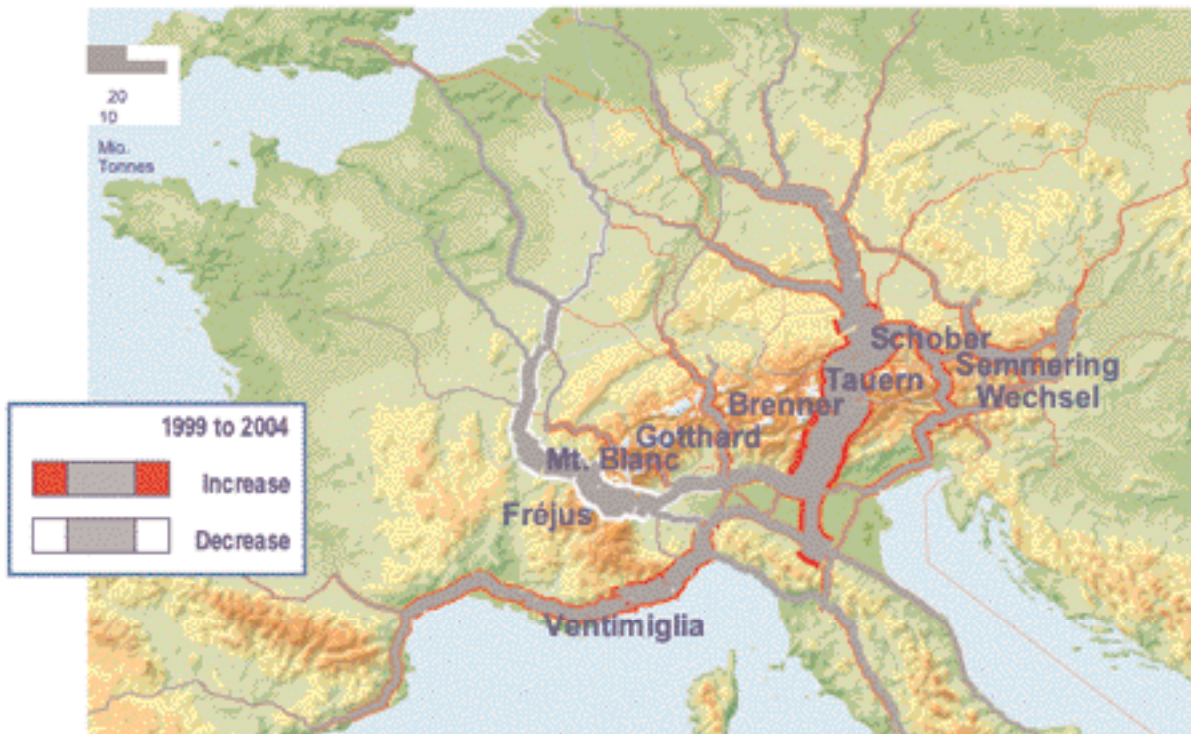 20
10
Mio.
Tonnes
Schober
Semmering
Tauern
Wechsel
Brenner
Gotthard
1999 to 2004
Mt. Blanc
Increase
Fréjus
Decrease
Ventimiglia